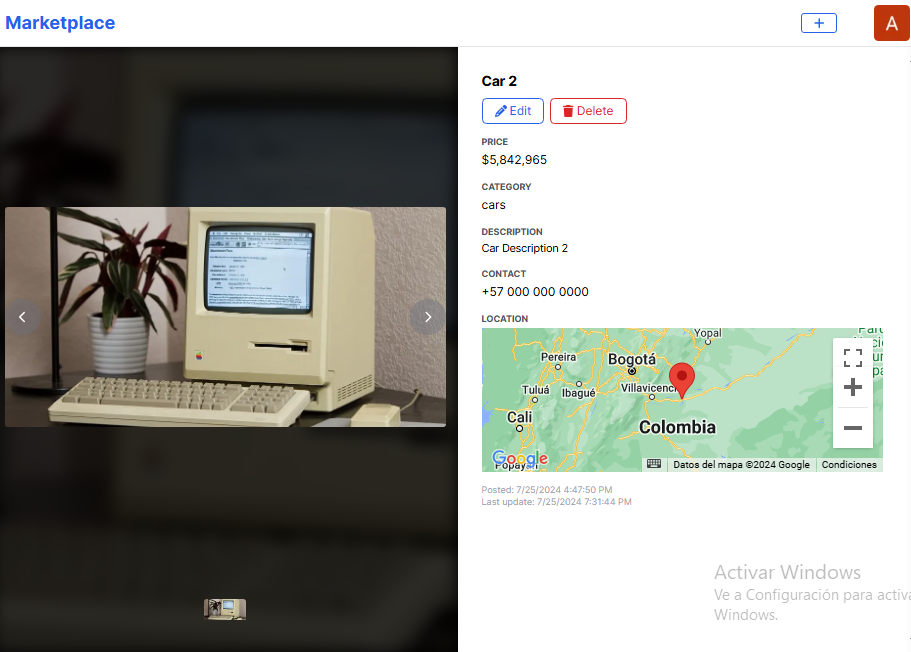 Marketplace
+
A
Car 2
Edit
Delete
PRICE
$5,842,965
CATEGORY
cars
DESCRIPTION
Car Description 2
CONTACT
+57 000 000 0000
LOCATION
Yopal
Pereira
Bogotá
Tuluá
Ibagué
Villavicenc
Cali
Colombia
Google
Popayán
Datos del mapa ©2024 Google
Condiciones
Posted: 7/25/2024 4:47:50 PM
Last update: 7/25/2024 7:31:44 PM
Activar Windows
Ve a Configuración para activa
Windows.